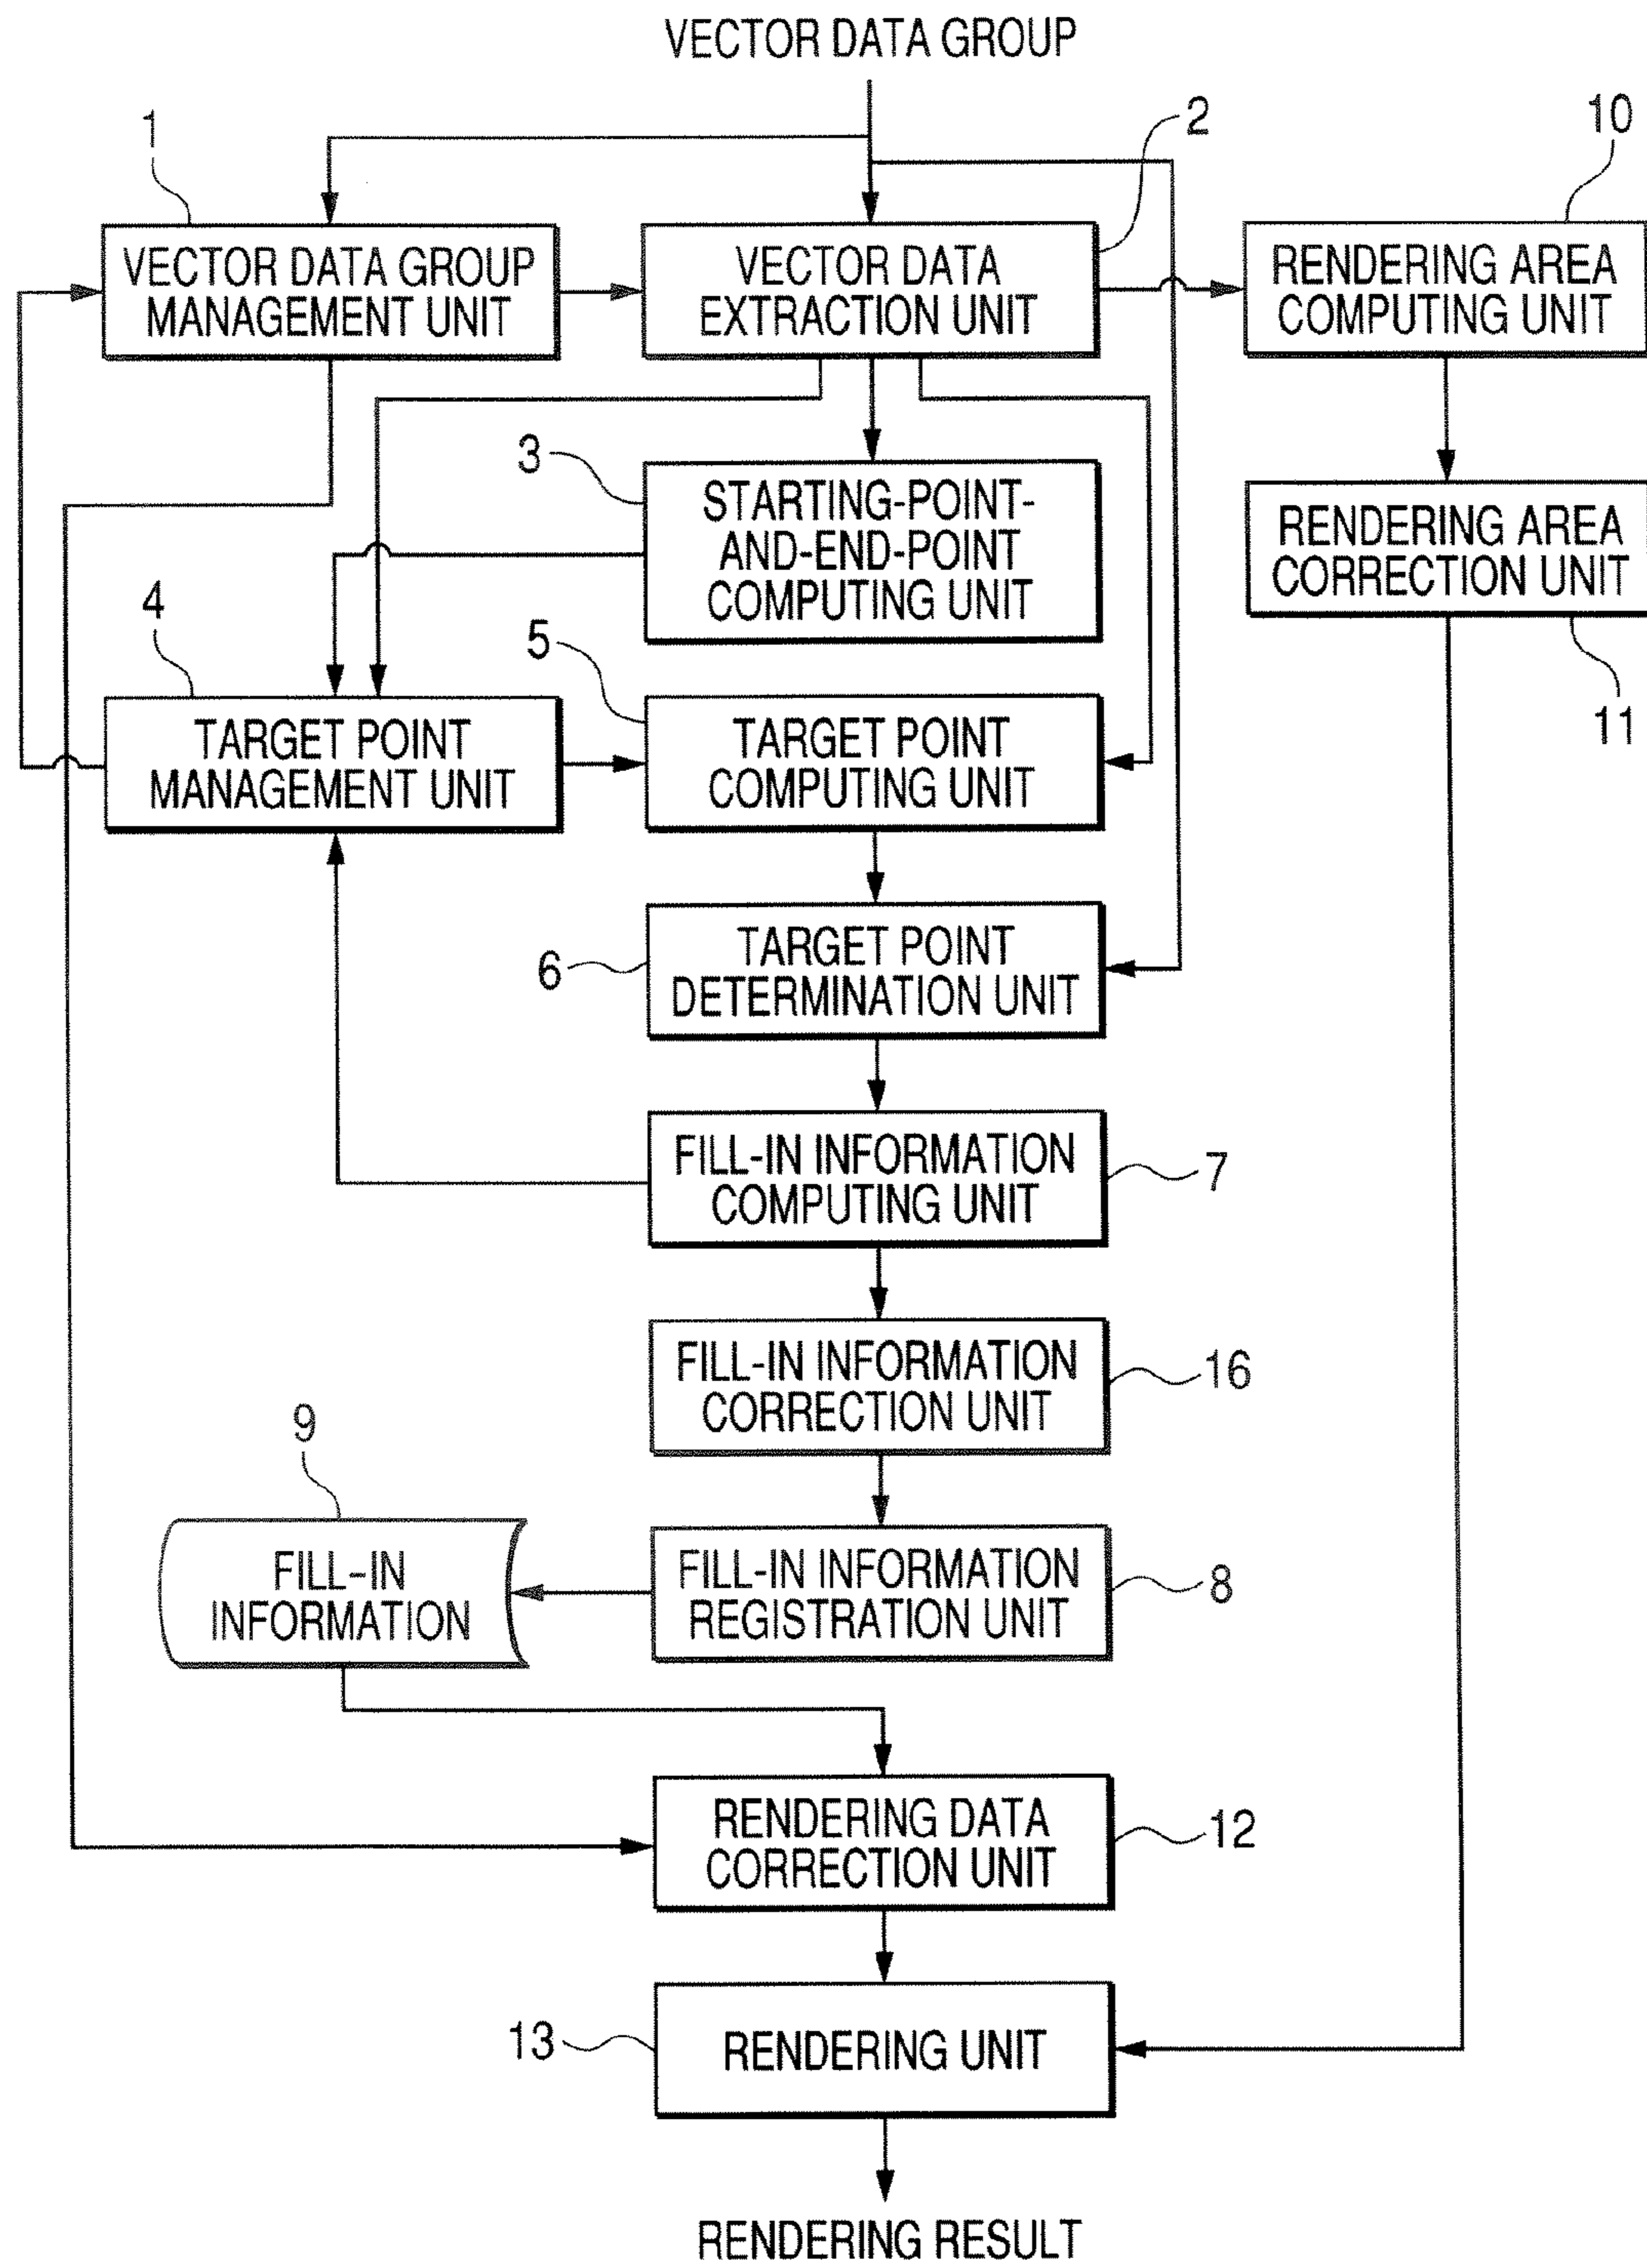 VECTOR DATA GROUP
1
2
10
VECTOR DATA GROUP
MANAGEMENT UNIT
VECTOR DATA
EXTRACTION UNIT
RENDERING AREA
COMPUTING UNIT
3
STARTING-POINT-
AND-END-POINT
COMPUTING UNIT
RENDERING AREA
CORRECTION UNIT
11
4
TARGET POINT
MANAGEMENT UNIT
5
TARGET POINT
COMPUTING UNIT
6
TARGET POINT
DETERMINATION UNIT
FILL-IN INFORMATION
COMPUTING UNIT
7
FILL-IN INFORMATION
CORRECTION UNIT
16
9
FILL-IN
INFORMATION
FILL-IN INFORMATION
REGISTRATION UNIT
8
RENDERING DATA
CORRECTION UNIT
12
13
RENDERING UNIT
RENDERING RESULT